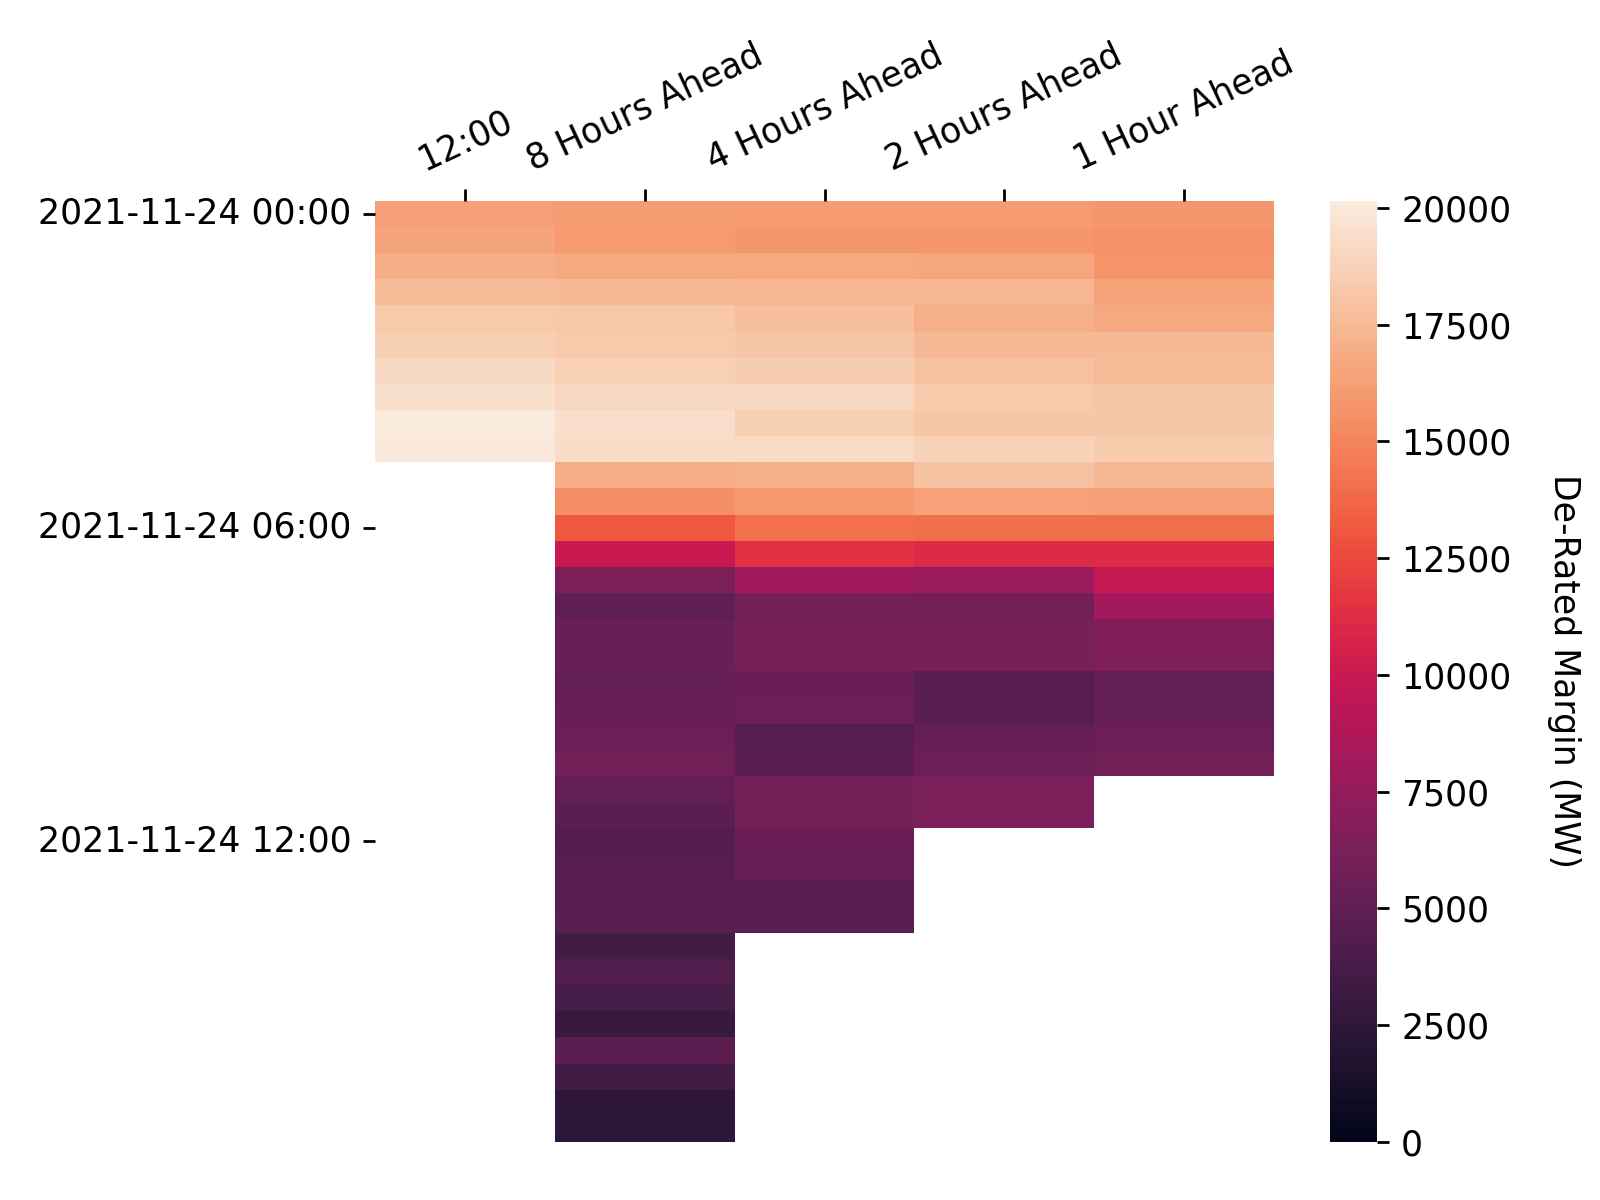 12:00
8 Hours Ahead
4 Hours Ahead
2 Hours Ahead
1 Hour Ahead
2021-11-24 00:00
2021-11-24 06:00
2021-11-24 12:00
20000
17500
15000
12500
10000
7500
5000
2500
0
De-Rated Margin (MW)